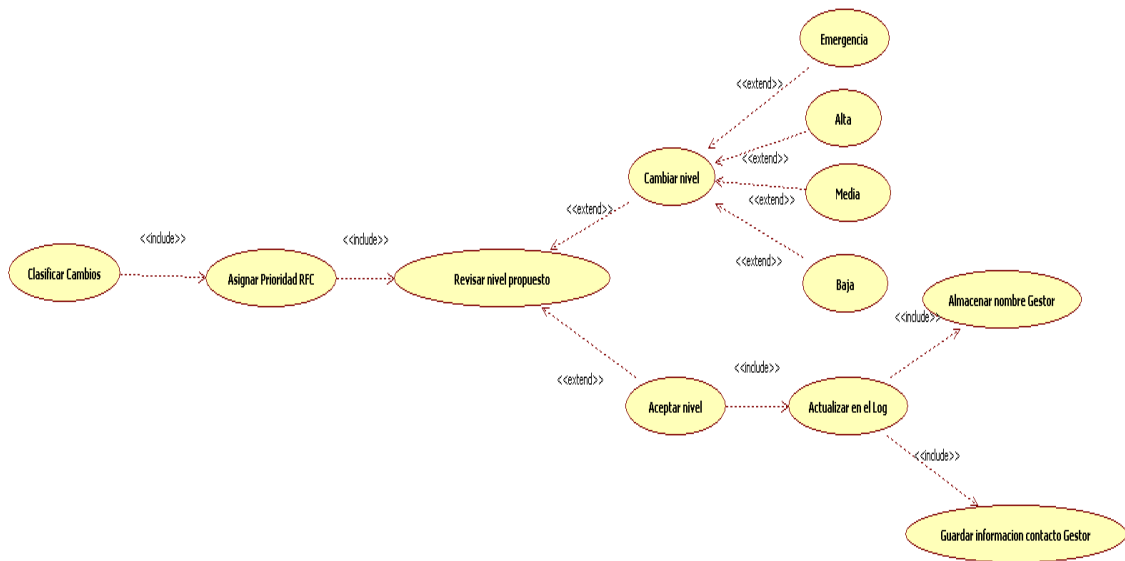 Emergencia
<<extend>>
Alta
<<extend>>
Cambiar nivel
Media
<<extend>>
<<extend>>
<<include>>
<<include>>
Clasificar Cambios
Asignar Prioridad RFC
Revisar nivel propuesto
<<extend>>
Baja
Almacenar nombre Gestor
<<include>>
<<extend>>
<<include>>
Aceptar nivel
Actualizar en el Log
<<include>>
Guardar informacion contacto Gestor